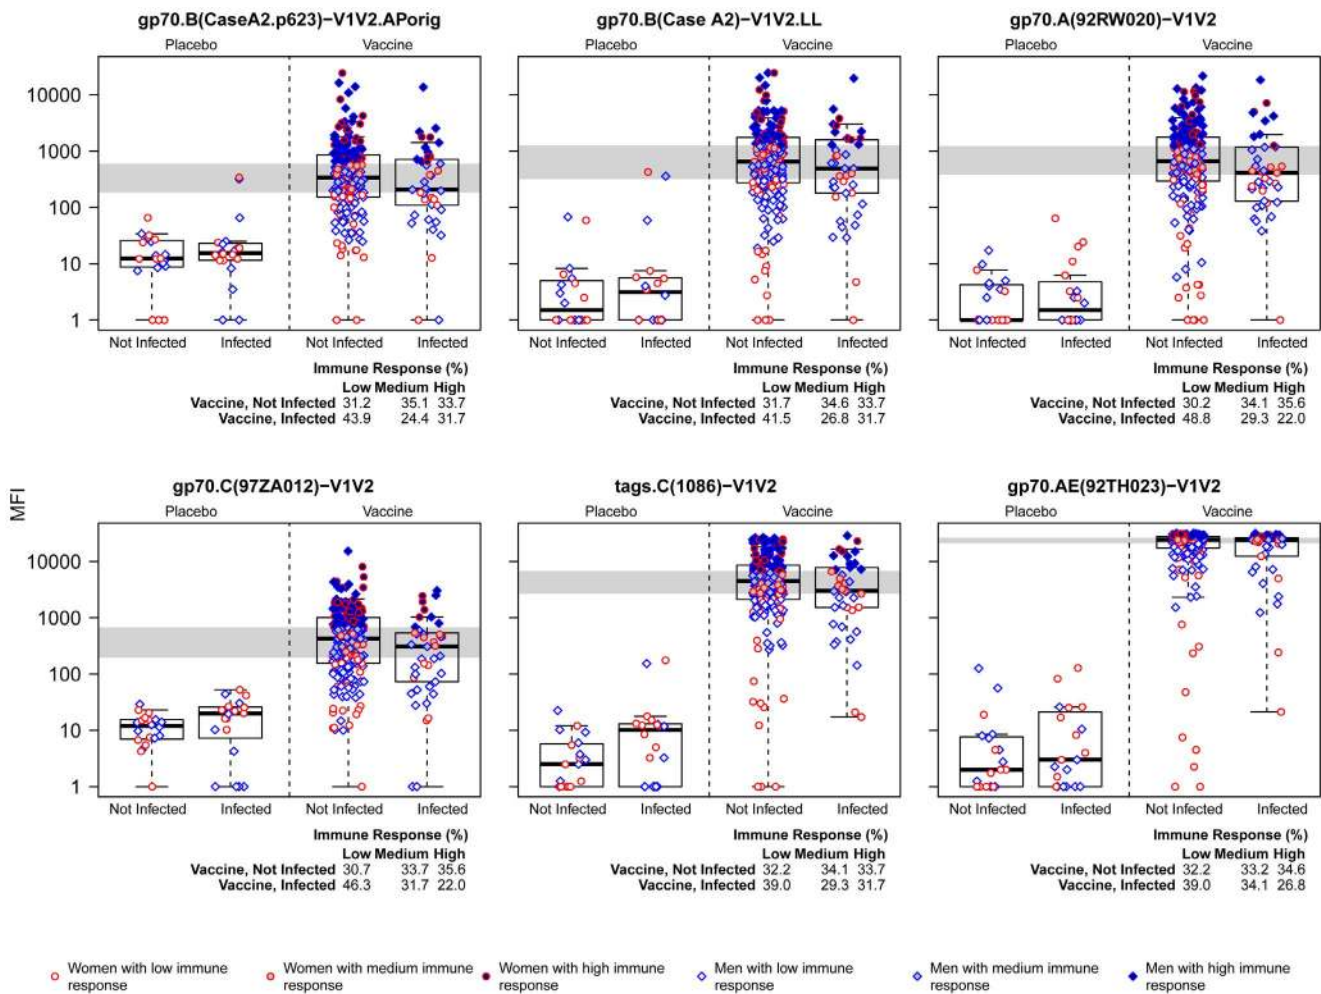 gp70.B(CaseA2.p623)−V1V2.APorig
gp70.B(Case A2)−V1V2.LL
gp70.A(92RW020)−V1V2
Placebo Vaccine
Placebo Vaccine
Placebo Vaccine
10000
1000
100
10
1
Not Infected Infected Not Infected Infected
Not Infected Infected Not Infected Infected
Not Infected Infected Not Infected Infected
Immune Response (%)
Low Medium High
Vaccine, Not Infected 31.2 35.1 33.7
Vaccine, Infected 43.9 24.4 31.7
Immune Response (%)
Low Medium High
Vaccine, Not Infected 31.7 34.6 33.7
Vaccine, Infected 41.5 26.8 31.7
Immune Response (%)
Low Medium High
Vaccine, Not Infected 30.2 34.1 35.6
Vaccine, Infected 48.8 29.3 22.0
MFI
gp70.C(97ZA012)−V1V2
tags.C(1086)−V1V2
gp70.AE(92TH023)−V1V2
Placebo Vaccine
Placebo Vaccine
Placebo Vaccine
10000
1000
100
10
1
Not Infected Infected Not Infected Infected
Not Infected Infected Not Infected Infected
Not Infected Infected Not Infected Infected
Immune Response (%)
Low Medium High
Vaccine, Not Infected 30.7 33.7 35.6
Vaccine, Infected 46.3 31.7 22.0
Immune Response (%)
Low Medium High
Vaccine, Not Infected 32.2 34.1 33.7
Vaccine, Infected 39.0 29.3 31.7
Immune Response (%)
Low Medium High
Vaccine, Not Infected 32.2 33.2 34.6
Vaccine, Infected 39.0 34.1 26.8
Women with low immune
response
Women with medium immune
response
Women with high immune
response
Men with low immune
response
Men with medium immune
response
Men with high immune
response